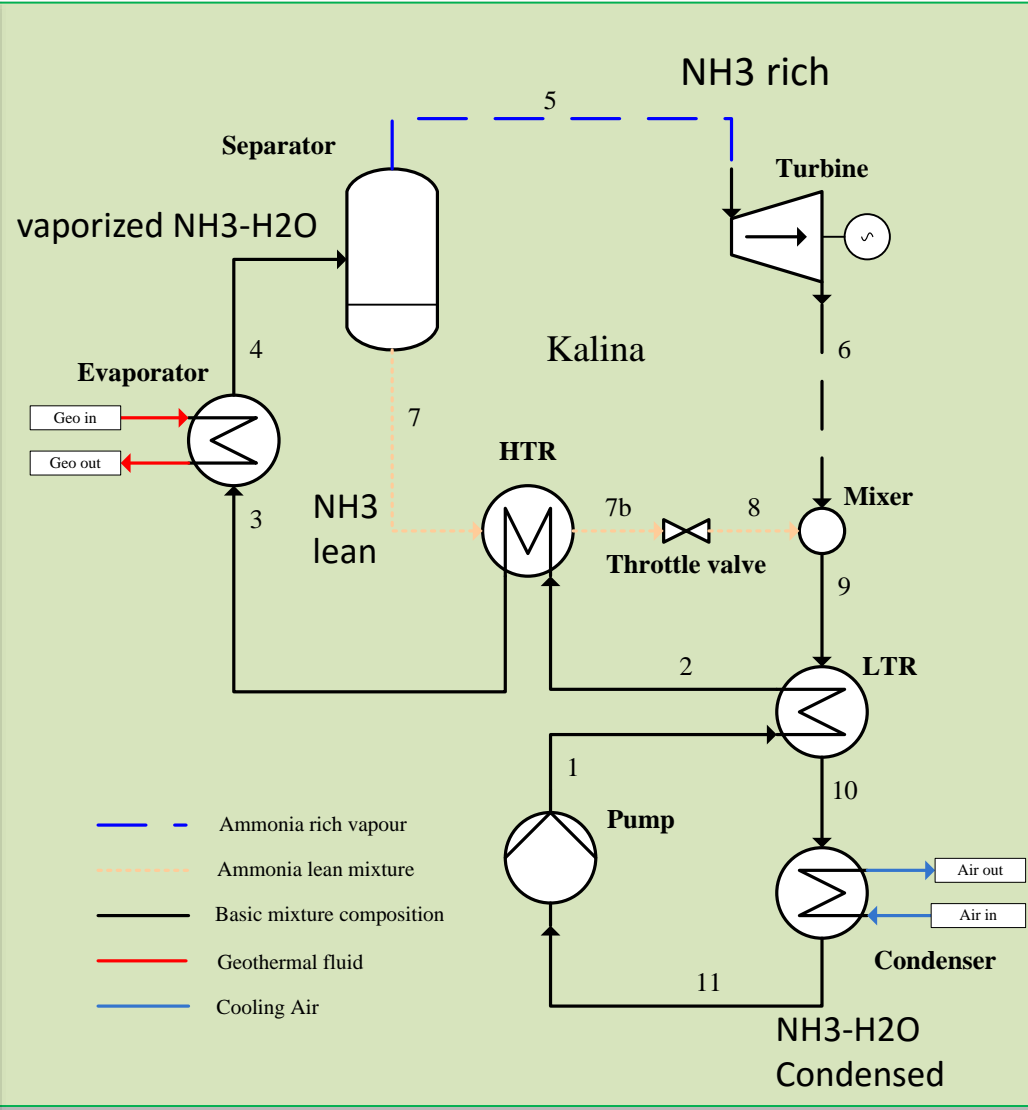 NH3 rich
5
Separator
Turbine
vaporized NH3-H2O
4
Kalina
6
Evaporator
Geo in
7
Geo out
HTR
3
NH3
lean
7b
8
Mixer
Throttle valve
9
2
LTR
1
10
Pump
Ammonia rich vapour
Ammonia lean mixture
Basic mixture composition
Geothermal fluid
Cooling Air
Air out
Air in
Condenser
11
NH3-H2O
Condensed